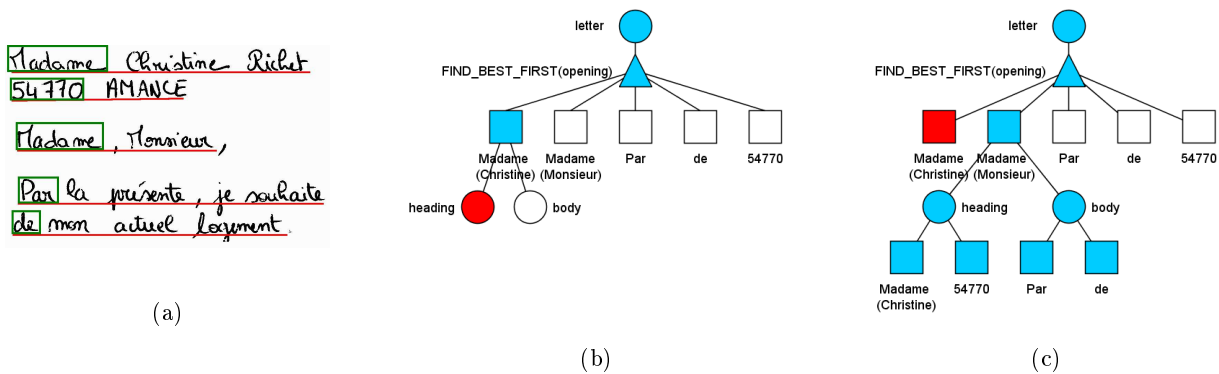 Madame Christine Richet
54770 AMANCE
Madame, Monsieur,
Par la présente, je souhaite
de mon actuel logement.
(a)
letter
FIND_BEST_FIRST(opening)
Madame (Christine)
Madame (Monsieur)
Par
de
54770
heading
body
(b)
letter
FIND_BEST_FIRST(opening)
Madame (Christine)
Madame (Monsieur)
Par
de
54770
heading
body
Madame (Christine)
54770
Par
de
(c)